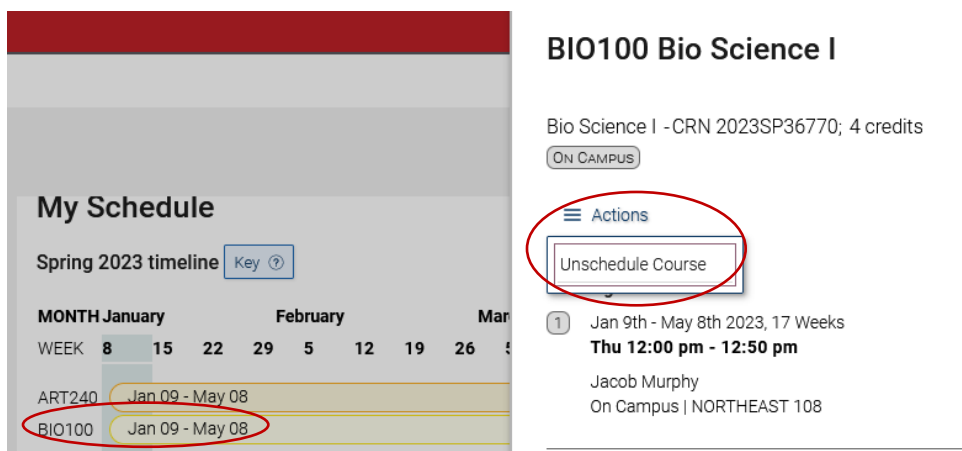 My Schedule
Spring 2023 timeline Key ?
MONTH January February Mar
WEEK 8 15 22 29 5 12 19 26
ART240 Jan 09 - May 08
BIO100 Jan 09 - May 08
BIO100 Bio Science I
Bio Science I - CRN 2023SP36770; 4 credits
ON CAMPUS
Actions
Unschedule Course
1 Jan 9th - May 8th 2023, 17 Weeks
Thu 12:00 pm - 12:50 pm
Jacob Murphy
On Campus | NORTHEAST 108